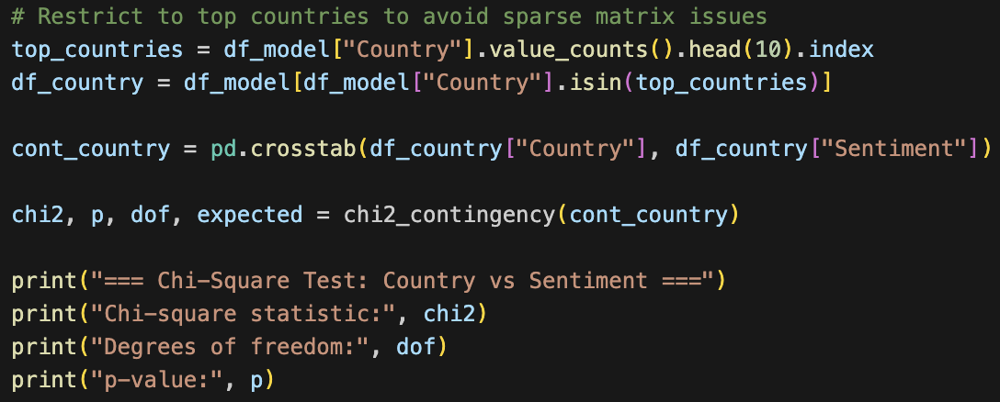 # Restrict to top countries to avoid sparse matrix issues
top_countries = df_model["Country"].value_counts().head(10).index
df_country = df_model[df_model["Country"].isin(top_countries)]
cont_country = pd.crosstab(df_country["Country"], df_country["Sentiment"])
chi2, p, dof, expected = chi2_contingency(cont_country)
print("=== Chi-Square Test: Country vs Sentiment ===")
print("Chi-square statistic:", chi2)
print("Degrees of freedom:", dof)
print("p-value:", p)